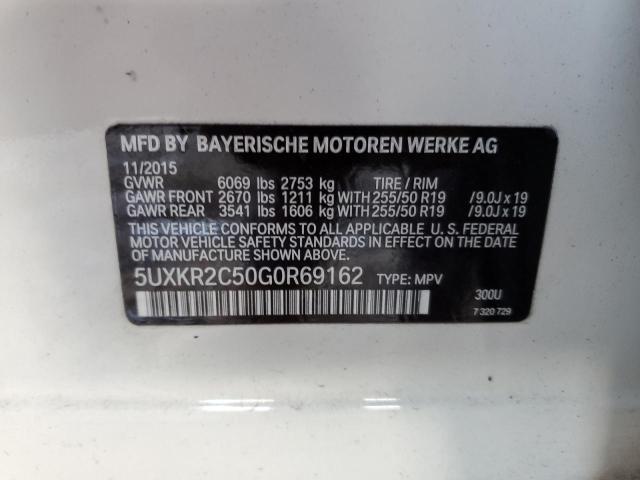 MFD BY BAYERISCHE MOTOREN WERKE AG
11/2015
GVWR 6069 lbs 2753 kg TIRE / RIM
GAWR FRONT 2670 lbs 1211 kg WITH 255/50 R19 /9.0J x 19
GAWR REAR 3541 lbs 1606 kg WITH 255/50 R19 /9.0J x 19
THIS VEHICLE CONFORMS TO ALL APPLICABLE U. S. FEDERAL
MOTOR VEHICLE SAFETY STANDARDS IN EFFECT ON THE DATE
OF MANUFACTURE SHOWN ABOVE.
5UXKR2C50G0R69162 TYPE: MPV
300U
7 320 729